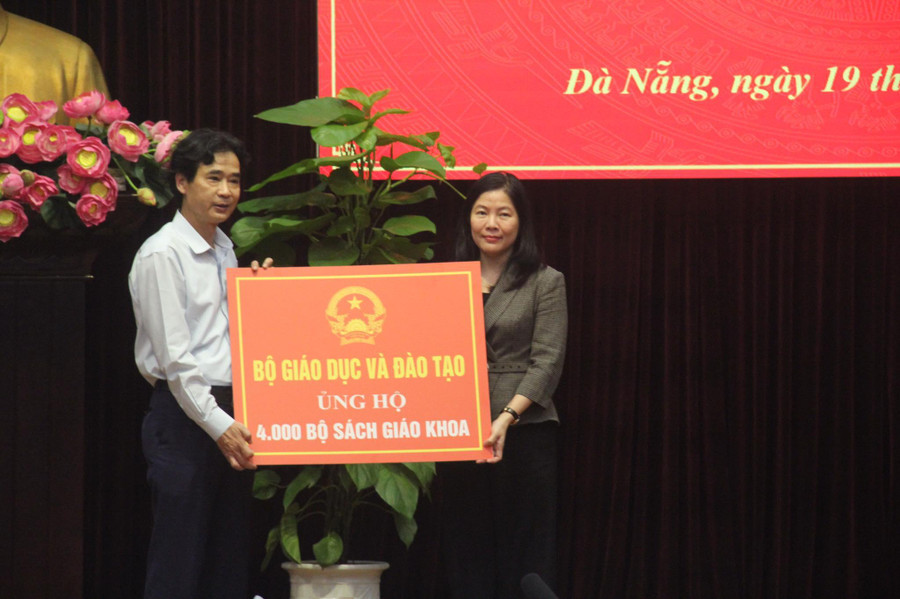 Đà Nẵng, ngày 19 th
BỘ GIÁO DỤC VÀ ĐÀO TẠO
ỦNG HỘ
4.000 BỘ SÁCH GIÁO KHOA